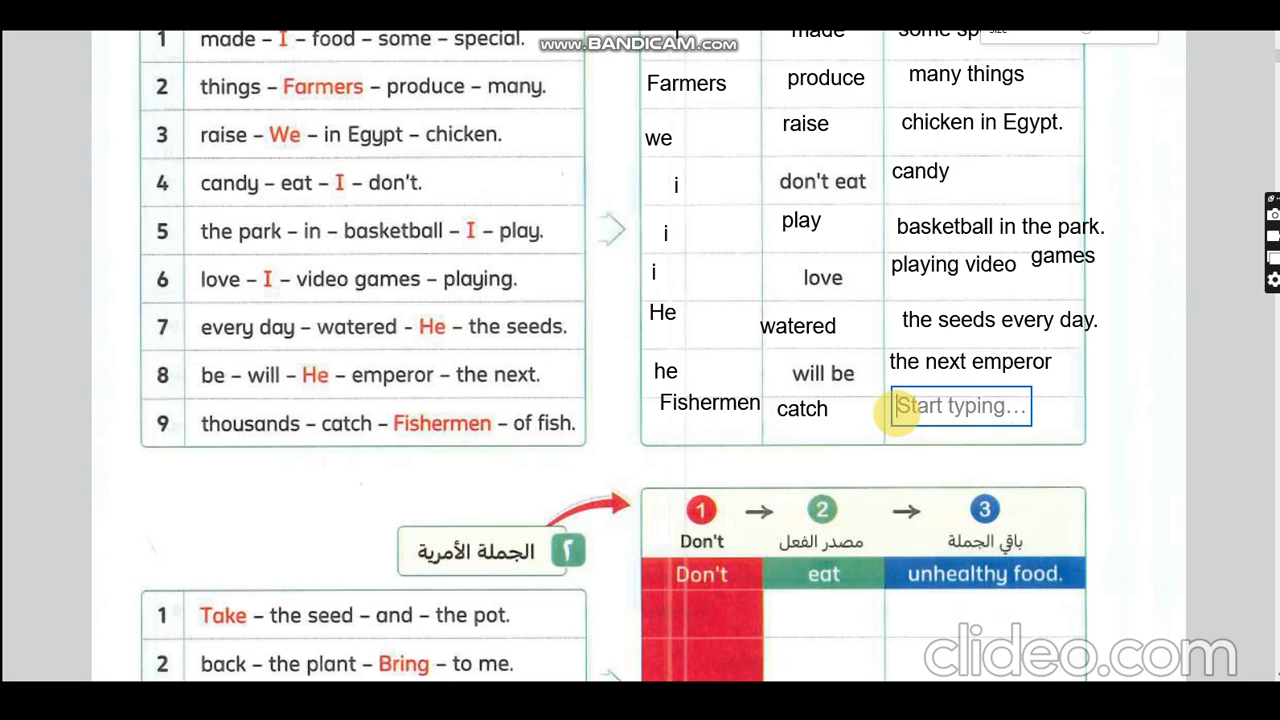 www.BANDICAM.com
1 made – I – food – some – special.
made
some sp
size
2 things – Farmers – produce – many.
Farmers produce many things
3 raise – We – in Egypt – chicken.
we raise chicken in Egypt.
4 candy – eat – I – don't.
i don't eat candy
5 the park – in – basketball – I – play.
i play basketball in the park.
6 love – I – video games – playing.
i love playing video games
7 every day – watered - He – the seeds.
He watered the seeds every day.
8 be – will – He – emperor – the next.
he will be the next emperor
9 thousands – catch – Fishermen – of fish.
Fishermen catch Start typing...
1 → 2 → 3
Don't مصدر الفعل باقي الجملة
٢ الجملة الأمرية
Don't eat unhealthy food.
1 Take – the seed – and – the pot.
2 back – the plant – Bring – to me.
clideo.com